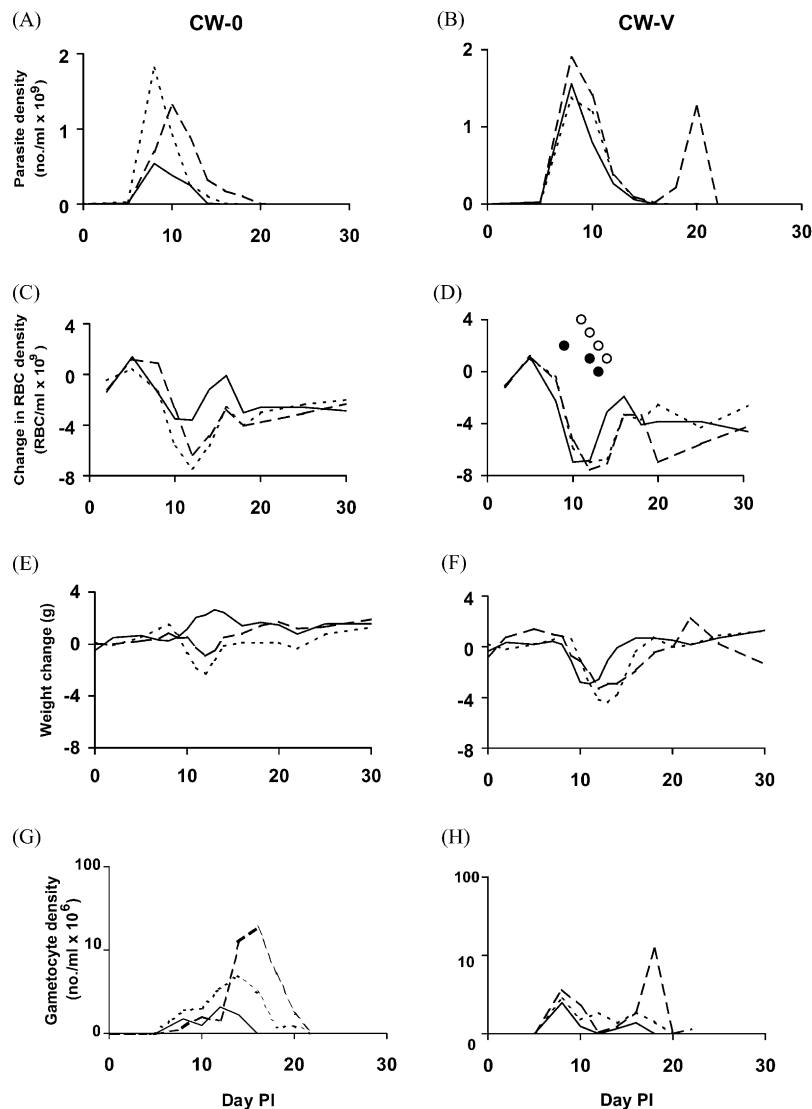 (A)
CW-0
(B)
CW-V
Parasite density
(no./ml x 10⁹)
2
1
0
0 10 20 30
2
1
0
0 10 20 30
(C)
(D)
Change in RBC density
(RBC/ml x 10⁹)
4
0
-4
-8
0 10 20 30
4
0
-4
-8
0 10 20 30
(E)
(F)
Weight change (g)
4
0
-4
-8
0 10 20 30
4
0
-4
-8
0 10 20 30
(G)
(H)
Gametocyte density
(no./ml x 10⁶)
100
10
0
0 10 20 30
Day PI
100
10
0
0 10 20 30
Day PI